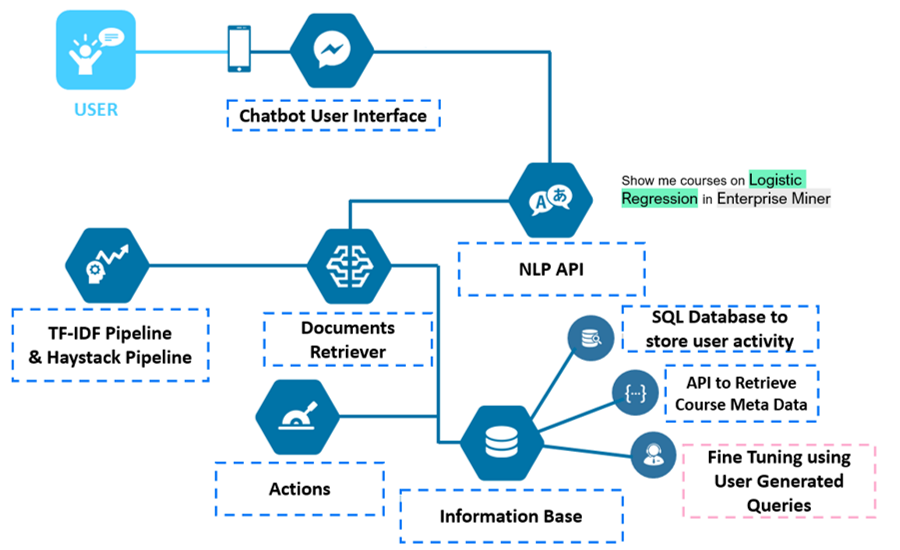 USER
Chatbot User Interface
Show me courses on Logistic
Regression in Enterprise Miner
A あ
NLP API
TF-IDF Pipeline
& Haystack Pipeline
Documents
Retriever
SQL Database to
store user activity
{...}
API to Retrieve
Course Meta Data
Actions
Information Base
Fine Tuning using
User Generated
Queries